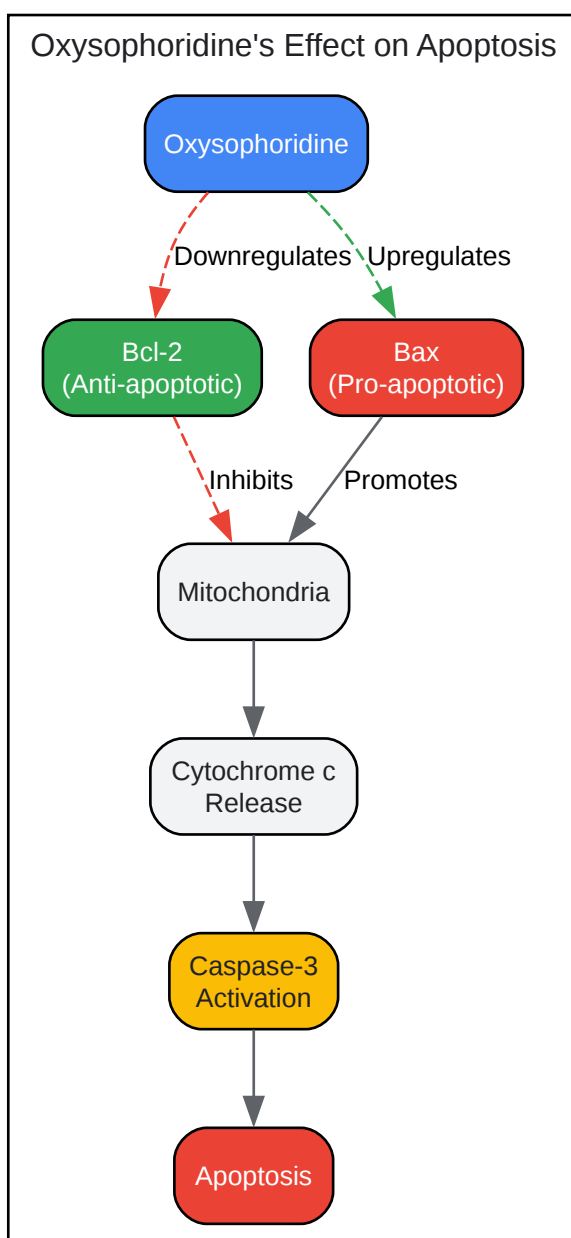 Oxysophoridine's Effect on Apoptosis
Oxysophoridine
Downregulates
Upregulates
Bcl-2
(Anti-apoptotic)
Bax
(Pro-apoptotic)
Inhibits
Promotes
Mitochondria
Cytochrome c
Release
Caspase-3
Activation
Apoptosis